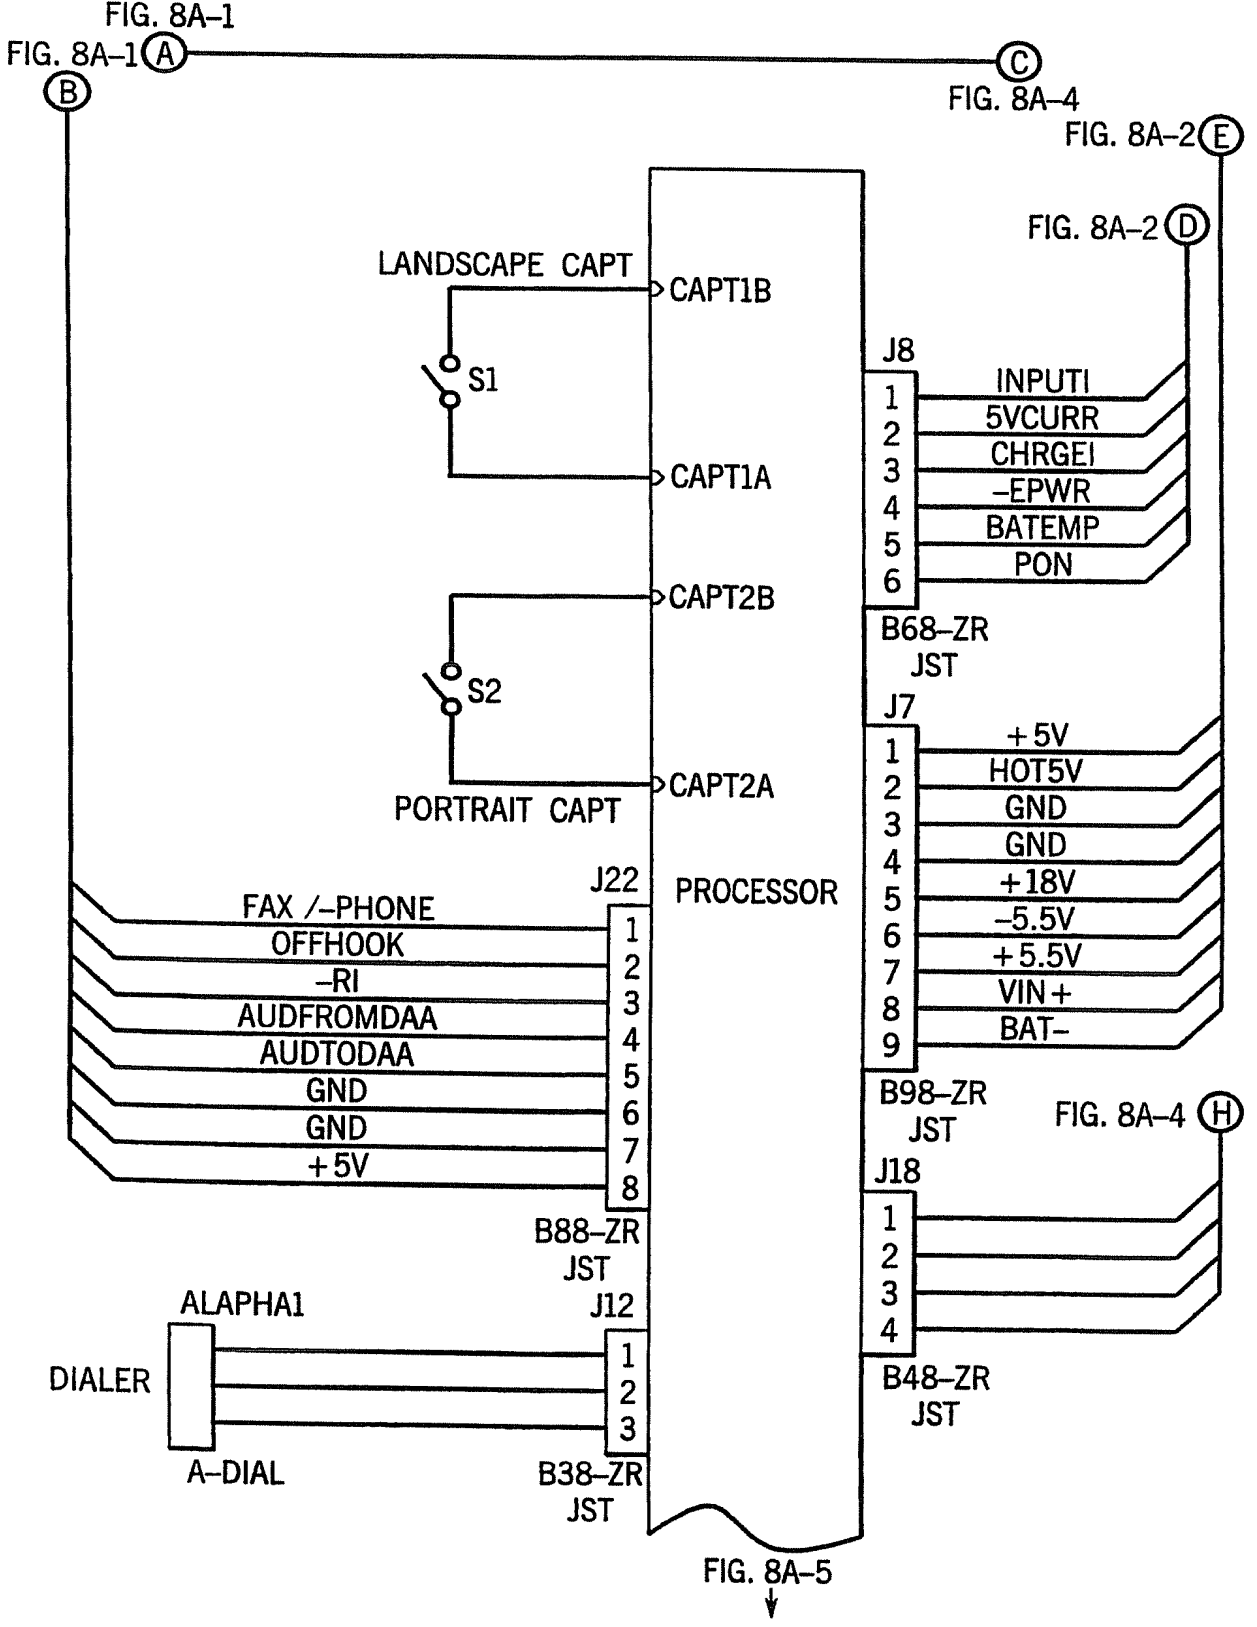 FIG. 8A–1
FIG. 8A–1 A
B
C
FIG. 8A–4
FIG. 8A–2 E
FIG. 8A–2 D
LANDSCAPE CAPT
CAPT1B
S1
CAPT1A
CAPT2B
S2
CAPT2A
PORTRAIT CAPT
PROCESSOR
J8
1 INPUTI
2 5VCURR
3 CHRGEI
4 –EPWR
5 BATEMP
6 PON
B68–ZR
JST
J7
1 +5V
2 HOT5V
3 GND
4 GND
5 +18V
6 –5.5V
7 +5.5V
8 VIN+
9 BAT–
B98–ZR
JST
FIG. 8A–4 H
J18
1
2
3
4
B48–ZR
JST
J22
FAX /–PHONE 1
OFFHOOK 2
–RI 3
AUDFROMDAA 4
AUDTODAA 5
GND 6
GND 7
+5V 8
B88–ZR
JST
ALAPHA1
J12
DIALER
1
2
3
A–DIAL
B38–ZR
JST
FIG. 8A–5